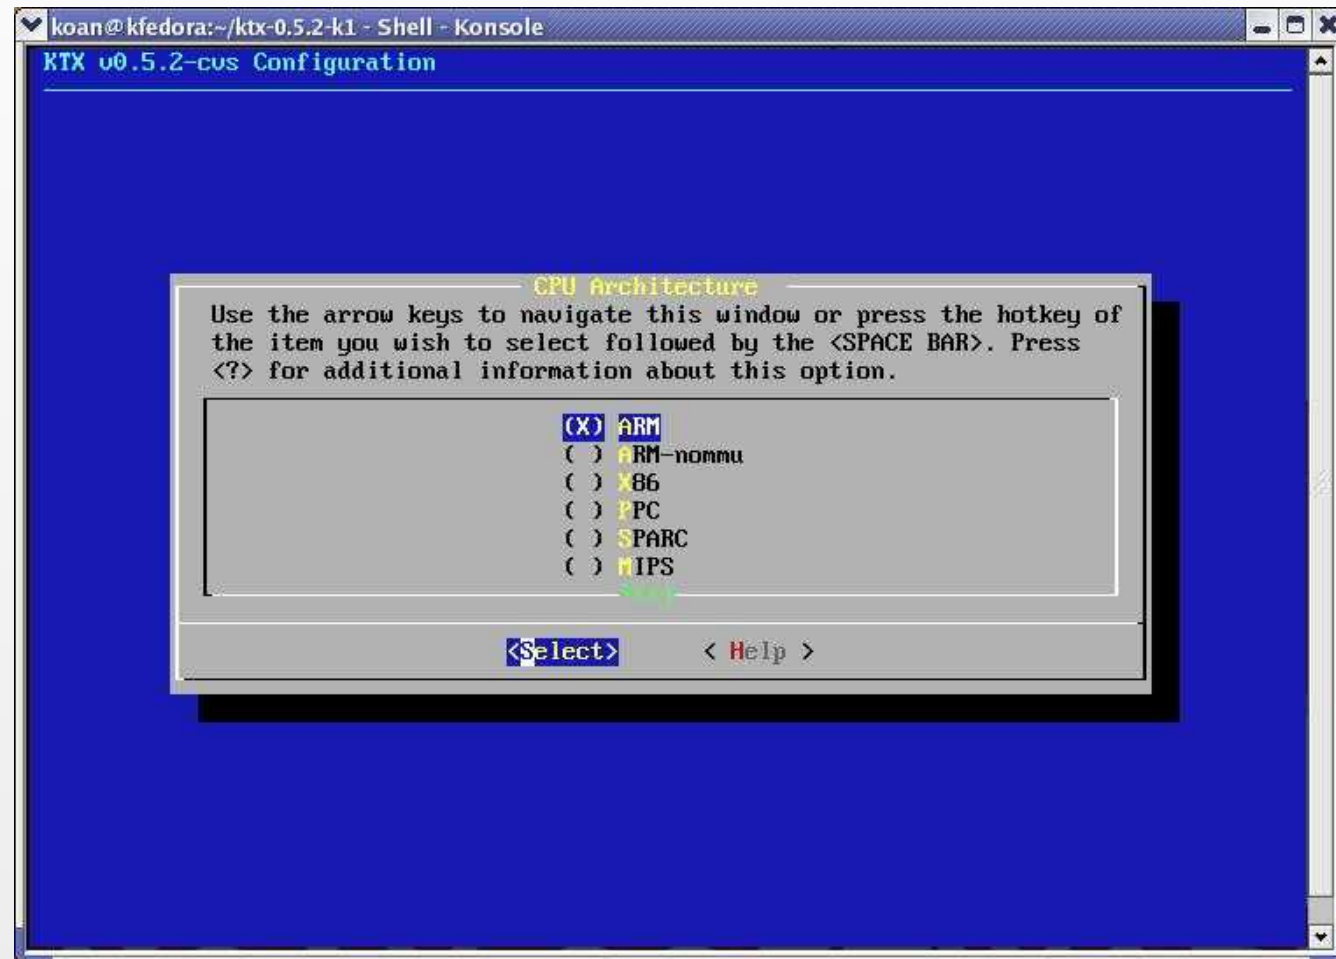 koan@kfedora:~/ktx-0.5.2-k1 - Shell - Konsole
KTX v0.5.2-cvs Configuration
CPU Architecture
Use the arrow keys to navigate this window or press the hotkey of
the item you wish to select followed by the <SPACE BAR>. Press
<?> for additional information about this option.
(X) ARM
( ) ARM-nommu
( ) X86
( ) PPC
( ) SPARC
( ) MIPS
<Select> < Help >